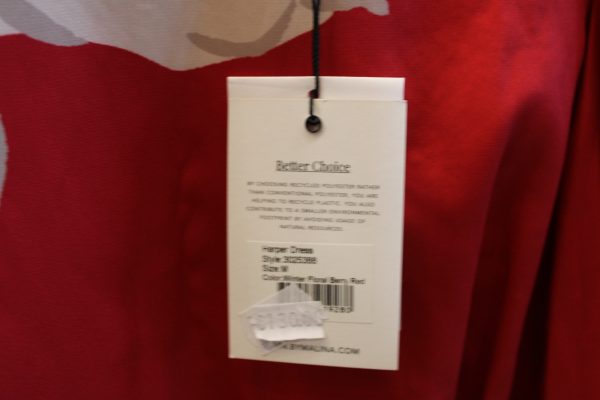 Better Choice
BY CHOOSING RECYCLED POLYESTER RATHER
THAN CONVENTIONAL POLYESTER, YOU ARE
HELPING TO RECYCLE PLASTIC. YOU ALSO
CONTRIBUTE TO A SMALLER ENVIRONMENTAL
FOOTPRINT BY AVOIDING USAGE OF
NATURAL RESOURCES.
Harper Dress
Style: 3025388
Size: M
Color: Winter Floral Berry Red
BYMALINA.COM